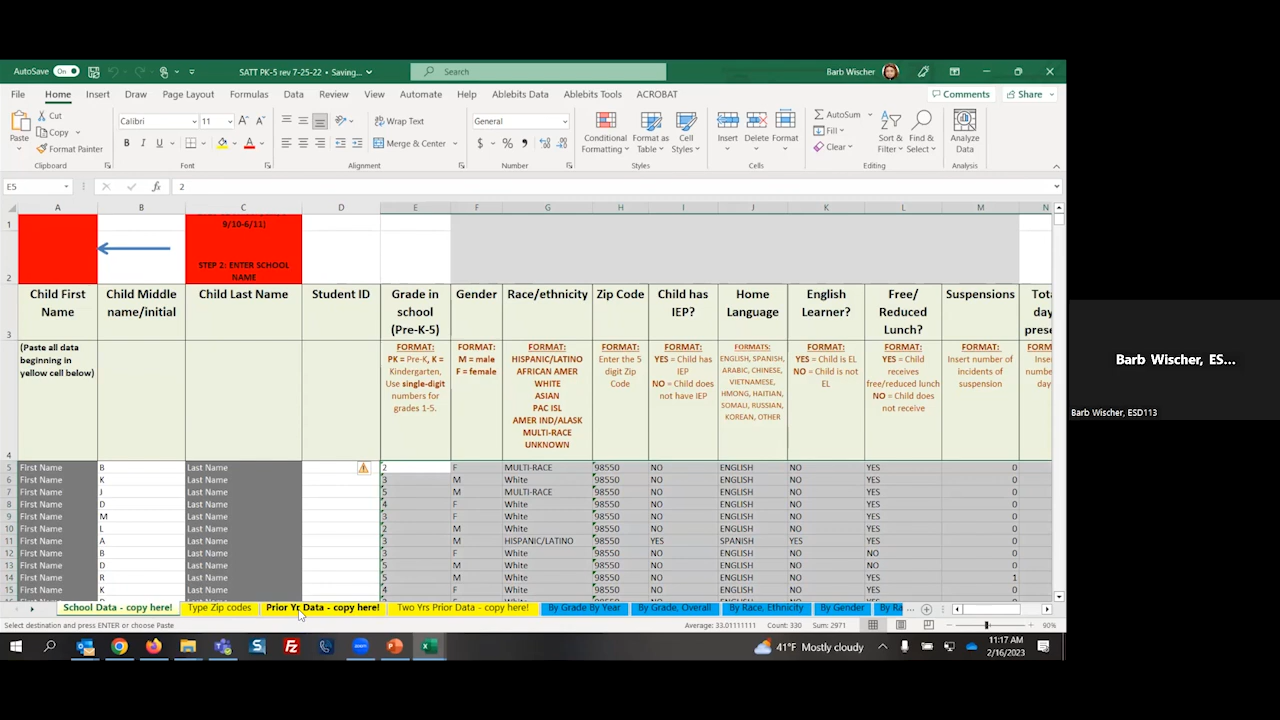 AutoSave On SATT PK-5 rev 7-25-22 • Saving... Search Barb Wischer
File Home Insert Draw Page Layout Formulas Data Review View Automate Help Ablebits Data Ablebits Tools ACROBAT Comments Share
Paste Cut Copy Format Painter Clipboard
Calibri 11 B I U A Font
Wrap Text Merge & Center Alignment
General $ % Number
Conditional Formatting Format as Table Cell Styles Styles
Insert Delete Format Cells
AutoSum Fill Clear Sort & Filter Find & Select Editing
Analyze Data Analysis
E5 fx 2
A B C D E F G H I J K L M N
1 9/10-6/11)
2 STEP 2: ENTER SCHOOL NAME
3 Child First Name Child Middle name/initial Child Last Name Student ID Grade in school (Pre-K-5) Gender Race/ethnicity Zip Code Child has IEP? Home Language English Learner? Free/ Reduced Lunch? Suspensions
4 (Paste all data beginning in yellow cell below)
FORMAT: PK = Pre-K, K = Kindergarten, Use single-digit numbers for grades 1-5.
FORMAT: M = male F = female
FORMAT: HISPANIC/LATINO AFRICAN AMER WHITE ASIAN PAC ISL AMER IND/ALASK MULTI-RACE UNKNOWN
FORMAT: Enter the 5 digit Zip Code
FORMAT: YES = Child has IEP NO = Child does not have IEP
FORMATS: ENGLISH, SPANISH, ARABIC, CHINESE, VIETNAMESE, HMONG, HAITIAN, SOMALI, RUSSIAN, KOREAN, OTHER
FORMAT: YES = Child is EL NO = Child is not EL
FORMAT: YES = Child receives free/reduced lunch NO = Child does not receive
FORMAT: Insert number of incidents of suspension
5 First Name B Last Name 2 F MULTI-RACE 98550 NO ENGLISH NO YES 0
6 First Name K Last Name 3 M White 98550 NO ENGLISH NO YES 0
7 First Name J Last Name 5 M MULTI-RACE 98550 NO ENGLISH NO YES 0
8 First Name D Last Name 4 F White 98550 NO ENGLISH NO YES 0
9 First Name M Last Name 3 F White 98550 NO ENGLISH NO YES 0
10 First Name L Last Name 2 M White 98550 NO ENGLISH NO YES 0
11 First Name A Last Name 3 M HISPANIC/LATINO 98550 YES SPANISH YES YES 0
12 First Name B Last Name 3 F White 98550 NO ENGLISH NO NO 0
13 First Name D Last Name 5 M White 98550 NO ENGLISH NO YES 0
14 First Name R Last Name 5 M White 98550 NO ENGLISH NO YES 1
15 First Name K Last Name 4 F White 98550 NO ENGLISH NO YES 0
School Data - copy here! Type Zip codes Prior Yr Data - copy here! Two Yrs Prior Data - copy here! By Grade By Year By Grade, Overall By Race, Ethnicity By Gender By Ra ...
Select destination and press ENTER or choose Paste Average: 33.01111111 Count: 330 Sum: 2971 90%
41°F Mostly cloudy 11:17 AM
2/16/2023
Barb Wischer, ES...
Barb Wischer, ESD113